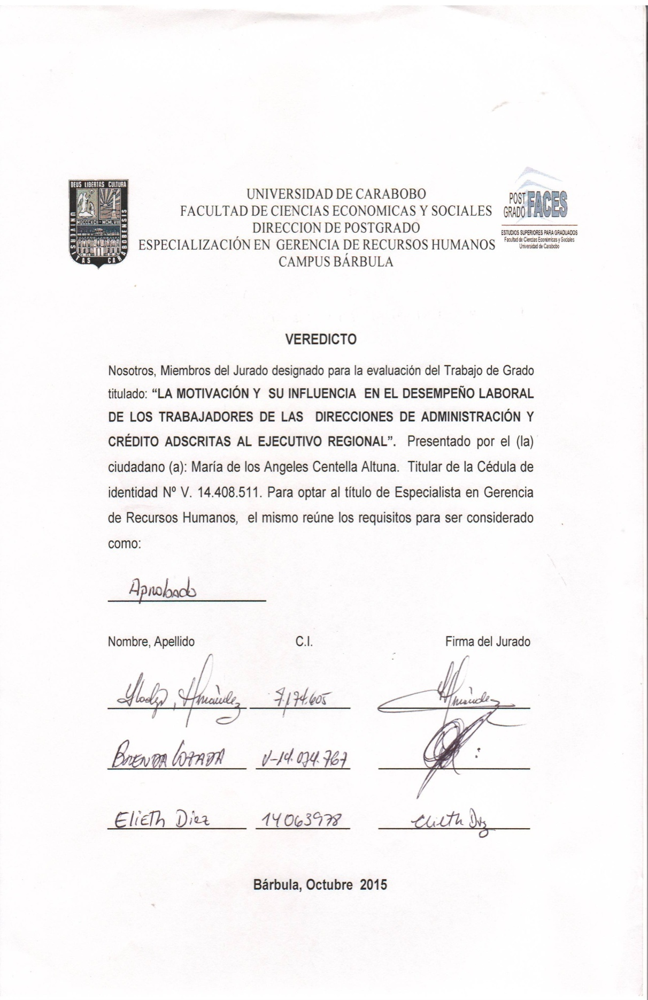 DEUS LIBERTAS CULTURA
MDCCCXCII - MCMLVIII
UNIVERSITAS CARABOBENSIS
UNIVERSIDAD DE CARABOBO
FACULTAD DE CIENCIAS ECONOMICAS Y SOCIALES
DIRECCION DE POSTGRADO
ESPECIALIZACIÓN EN GERENCIA DE RECURSOS HUMANOS
CAMPUS BÁRBULA
POST
GRADO FACES
ESTUDIOS SUPERIORES PARA GRADUADOS
Facultad de Ciencias Económicas y Sociales
Universidad de Carabobo
VEREDICTO
Nosotros, Miembros del Jurado designado para la evaluación del Trabajo de Grado
titulado: “LA MOTIVACIÓN Y SU INFLUENCIA EN EL DESEMPEÑO LABORAL
DE LOS TRABAJADORES DE LAS DIRECCIONES DE ADMINISTRACIÓN Y
CRÉDITO ADSCRITAS AL EJECUTIVO REGIONAL”. Presentado por el (la)
ciudadano (a): María de los Angeles Centella Altuna. Titular de la Cédula de
identidad Nº V. 14.408.511. Para optar al título de Especialista en Gerencia
de Recursos Humanos, el mismo reúne los requisitos para ser considerado
como:
Aprobado
Nombre, Apellido C.I. Firma del Jurado
Hernández 7.174.605 Hernández
BRENDA LOZADA V-14.074.767
Elieth Diez 14063978 Elieth Diez
Bárbula, Octubre 2015